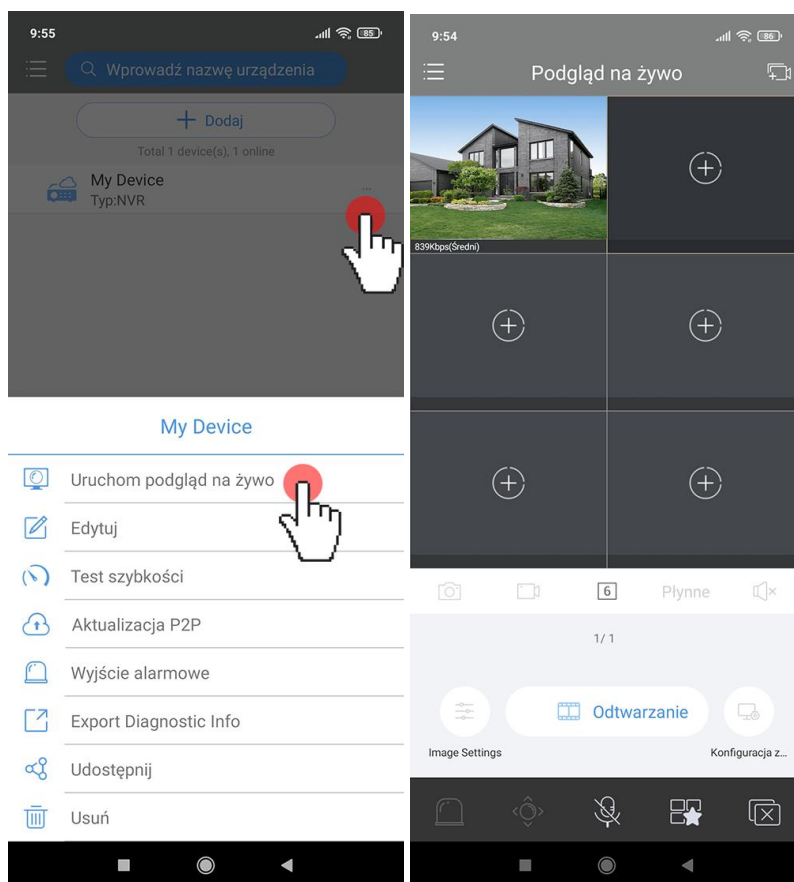 9:55
85
Wprowadź nazwę urządzenia
Dodaj
Total 1 device(s), 1 online
My Device
Typ:NVR
...
My Device
Uruchom podgląd na żywo
Edytuj
Test szybkości
Aktualizacja P2P
Wyjście alarmowe
Export Diagnostic Info
Udostępnij
Usuń
9:54
86
Podgląd na żywo
839Kbps(Średni)
6
Płynne
1/ 1
Odtwarzanie
Image Settings
Konfiguracja z...